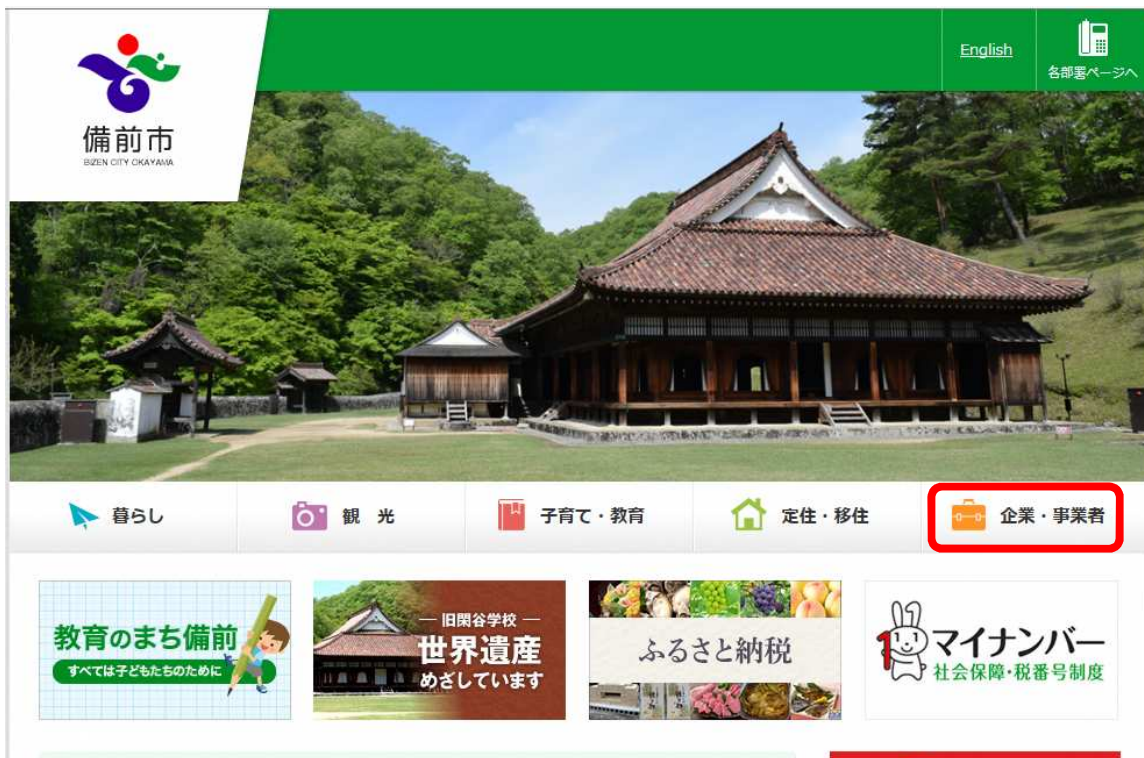 備前市
BIZEN CITY OKAYAMA
English
各部署ページへ
暮らし
観 光
子育て・教育
定住・移住
企業・事業者
教育のまち備前
すべては子どもたちのために
― 旧閑谷学校 ―
世界遺産
めざしています
ふるさと納税
マイナンバー
社会保障・税番号制度